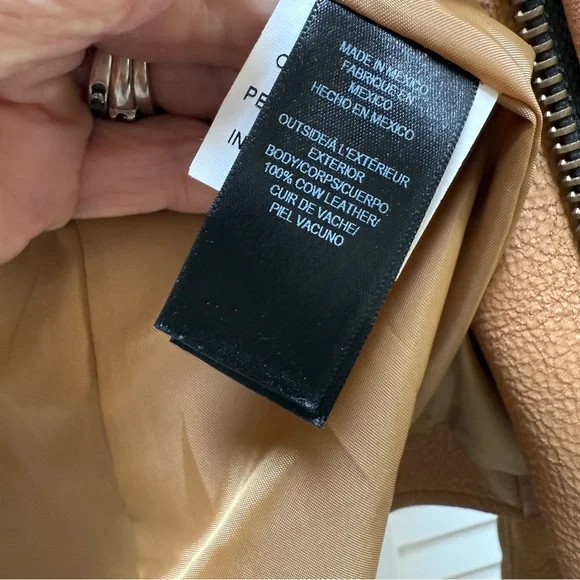 MADE IN MEXICO
FABRIQUÉ EN
MEXICO
HECHO EN MEXICO
OUTSIDE/À L'EXTÉRIEUR
EXTERIOR
BODY/CORPS/CUERPO:
100% COW LEATHER/
CUIR DE VACHE/
PIEL VACUNO